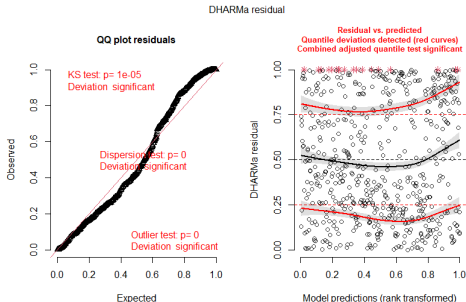 DHARMa residual
QQ plot residuals
KS test: p= 1e-05
Deviation significant
Dispersion test: p= 0
Deviation significant
Outlier test: p= 0
Deviation significant
Observed
0.0
0.2
0.4
0.6
0.8
1.0
0.0
0.2
0.4
0.6
0.8
1.0
Expected
Residual vs. predicted
Quantile deviations detected (red curves)
Combined adjusted quantile test significant
DHARMa residual
0.00
0.25
0.50
0.75
1.00
0.0
0.2
0.4
0.6
0.8
1.0
Model predictions (rank transformed)